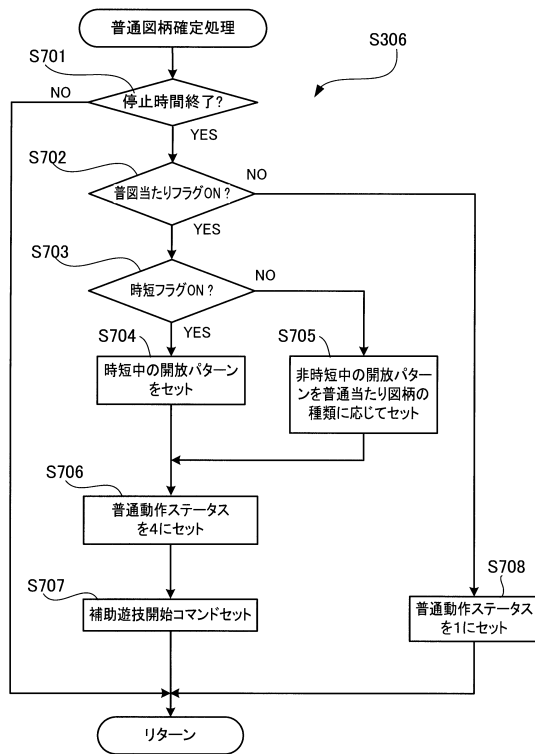 普通図柄確定処理
S306
S701
停止時間終了?
NO
YES
S702
普図当たりフラグON?
NO
YES
S703
時短フラグON?
NO
YES
S704
時短中の開放パターン
をセット
S705
非時短中の開放パターン
を普通当たり図柄の
種類に応じてセット
S706
普通動作ステータス
を4にセット
S707
補助遊技開始コマンドセット
S708
普通動作ステータス
を1にセット
リターン